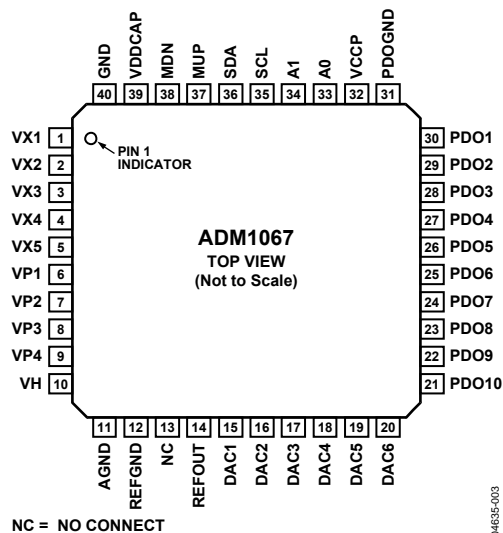 GND
VDDCAP
MDN
MUP
SDA
SCL
A1
A0
VCCP
PDOGND
40 39 38 37 36 35 34 33 32 31
VX1 1
VX2 2
VX3 3
VX4 4
VX5 5
VP1 6
VP2 7
VP3 8
VP4 9
VH 10
PIN 1
INDICATOR
ADM1067
TOP VIEW
(Not to Scale)
30 PDO1
29 PDO2
28 PDO3
27 PDO4
26 PDO5
25 PDO6
24 PDO7
23 PDO8
22 PDO9
21 PDO10
11 12 13 14 15 16 17 18 19 20
AGND
REFGND
NC
REFOUT
DAC1
DAC2
DAC3
DAC4
DAC5
DAC6
NC = NO CONNECT
04635-003